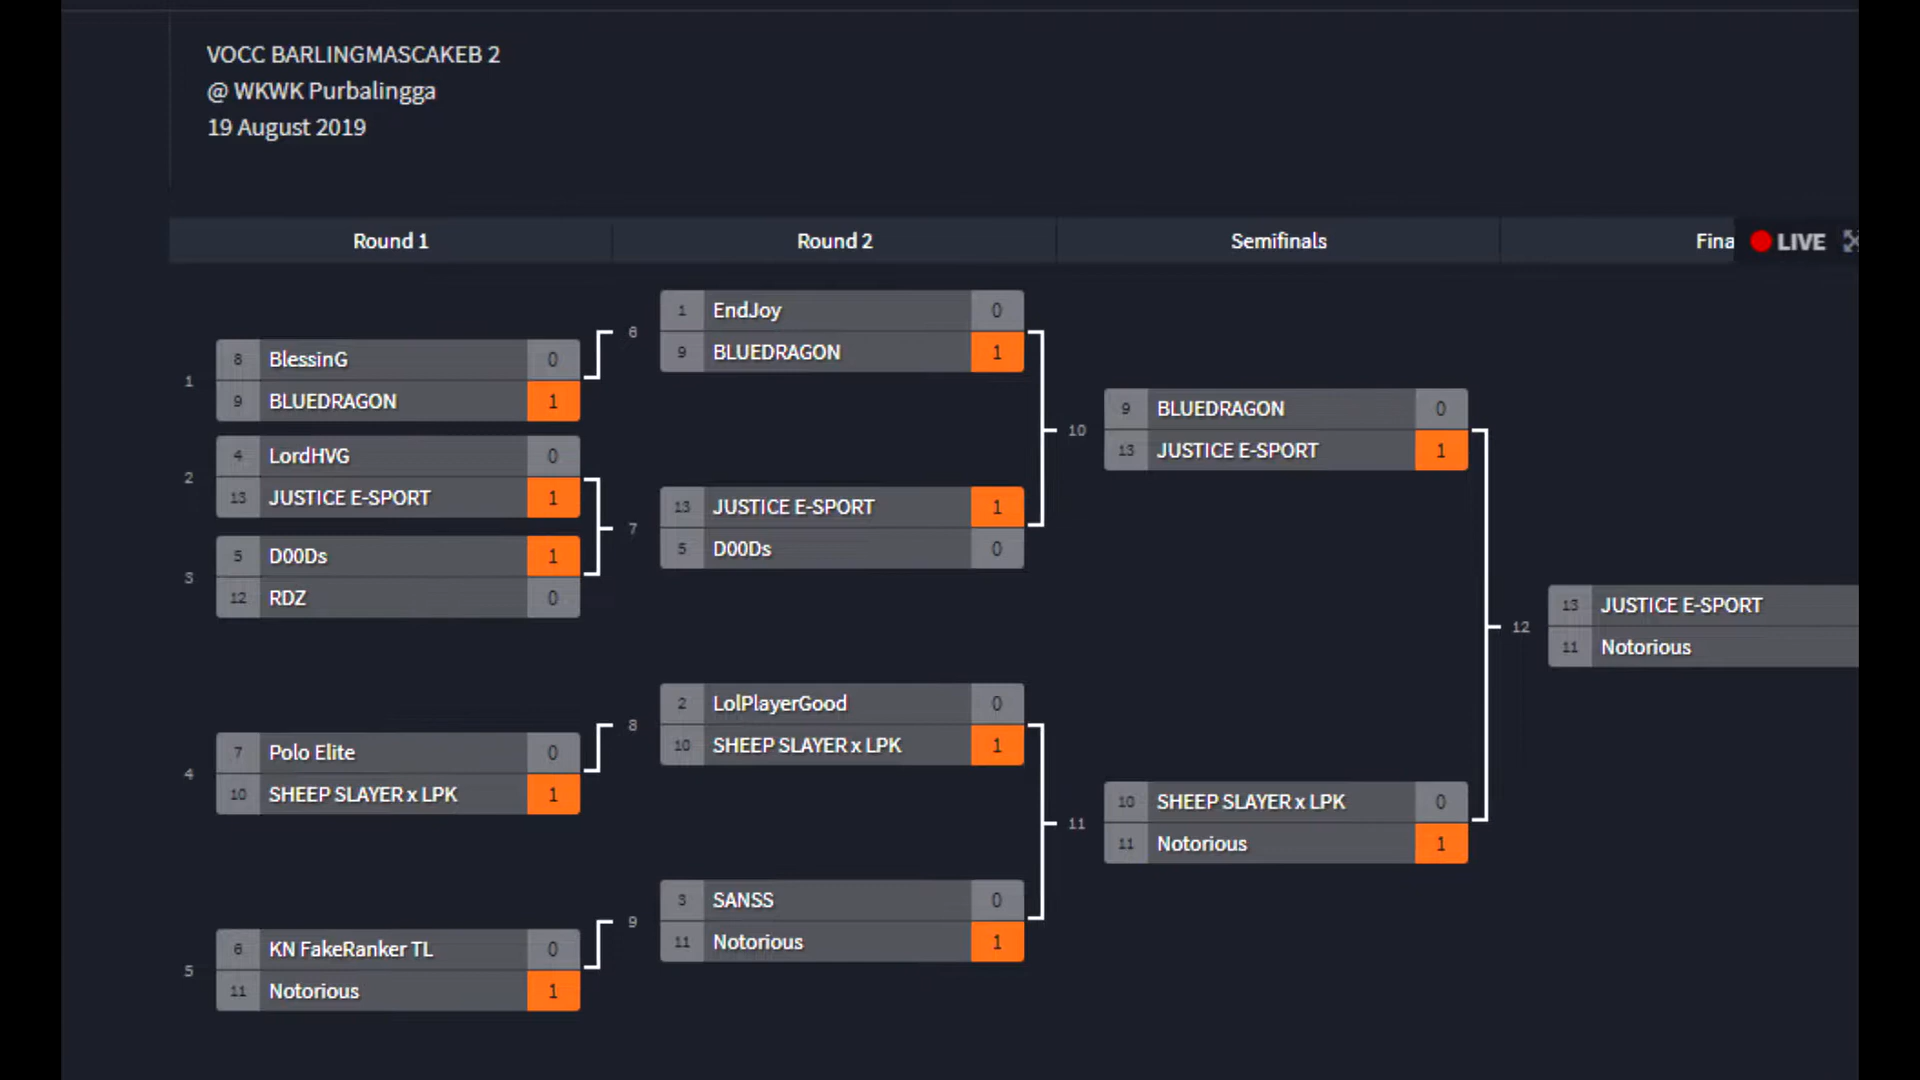 VOCC BARLINGMASCAKEB 2
@ WKWK Purbalingga
19 August 2019
Round 1
Round 2
Semifinals
Fina
LIVE
1
8 BlessinG 0
9 BLUEDRAGON 1
2
4 LordHVG 0
13 JUSTICE E-SPORT 1
3
5 D00Ds 1
12 RDZ 0
4
7 Polo Elite 0
10 SHEEP SLAYER x LPK 1
5
6 KN FakeRanker TL 0
11 Notorious 1
6
1 EndJoy 0
9 BLUEDRAGON 1
7
13 JUSTICE E-SPORT 1
5 D00Ds 0
8
2 LolPlayerGood 0
10 SHEEP SLAYER x LPK 1
9
3 SANSS 0
11 Notorious 1
10
9 BLUEDRAGON 0
13 JUSTICE E-SPORT 1
11
10 SHEEP SLAYER x LPK 0
11 Notorious 1
12
13 JUSTICE E-SPORT
11 Notorious